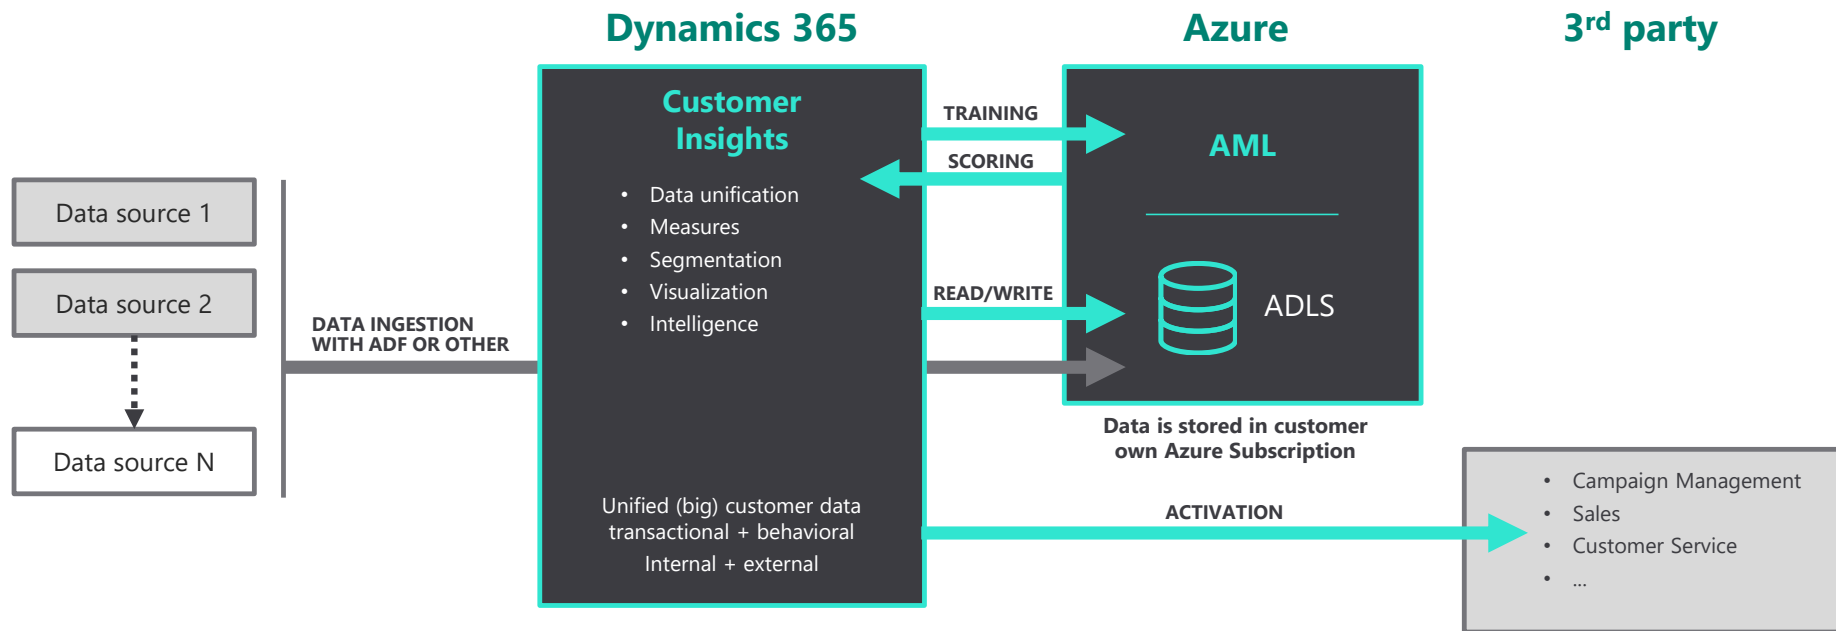 Dynamics 365
Azure
3rd party
Customer
Insights
• Data unification
• Measures
• Segmentation
• Visualization
• Intelligence
Unified (big) customer data
transactional + behavioral
Internal + external
Data source 1
Data source 2
Data source N
DATA INGESTION
WITH ADF OR OTHER
TRAINING
SCORING
READ/WRITE
AML
ADLS
Data is stored in customer
own Azure Subscription
ACTIVATION
• Campaign Management
• Sales
• Customer Service
• ...